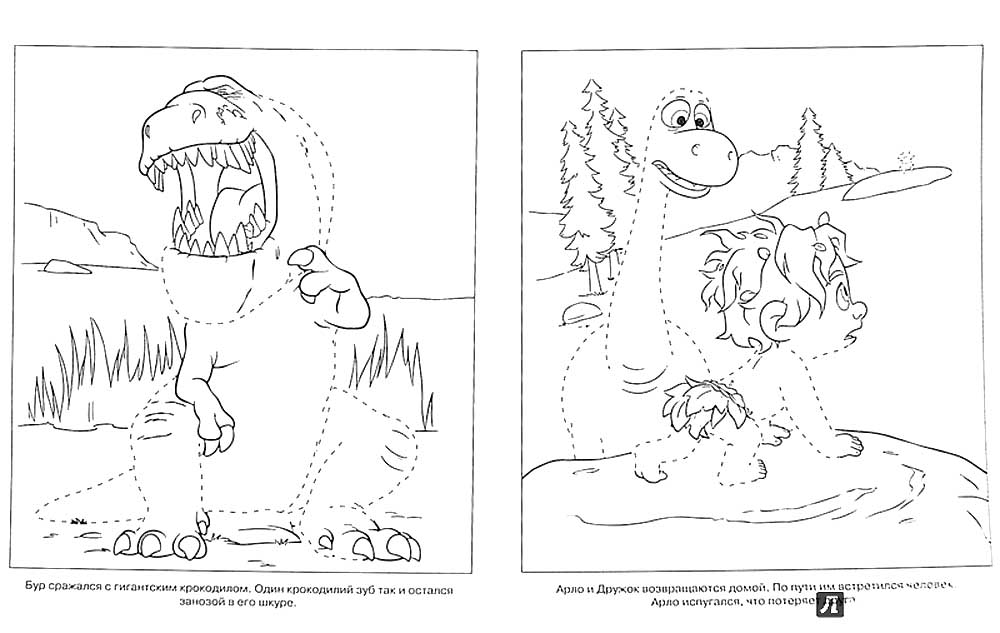 Бур сражался с гигантским крокодилом. Один крокодилий зуб так и остался
занозой в его шкуре.
Арло и Дружок возвращаются домой. По пути им встретился человек.
Арло испугался, что потеряет друга
Л